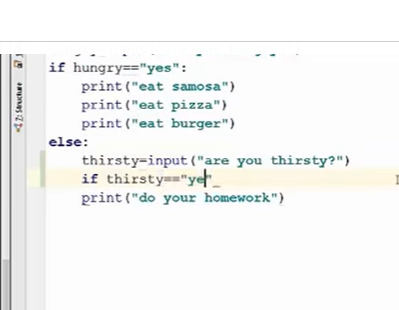 if hungry=="yes":
print("eat samosa")
print("eat pizza")
print("eat burger")
else:
thirsty=input("are you thirsty?")
if thirsty=="ye"
print("do your homework")
Z: Structure